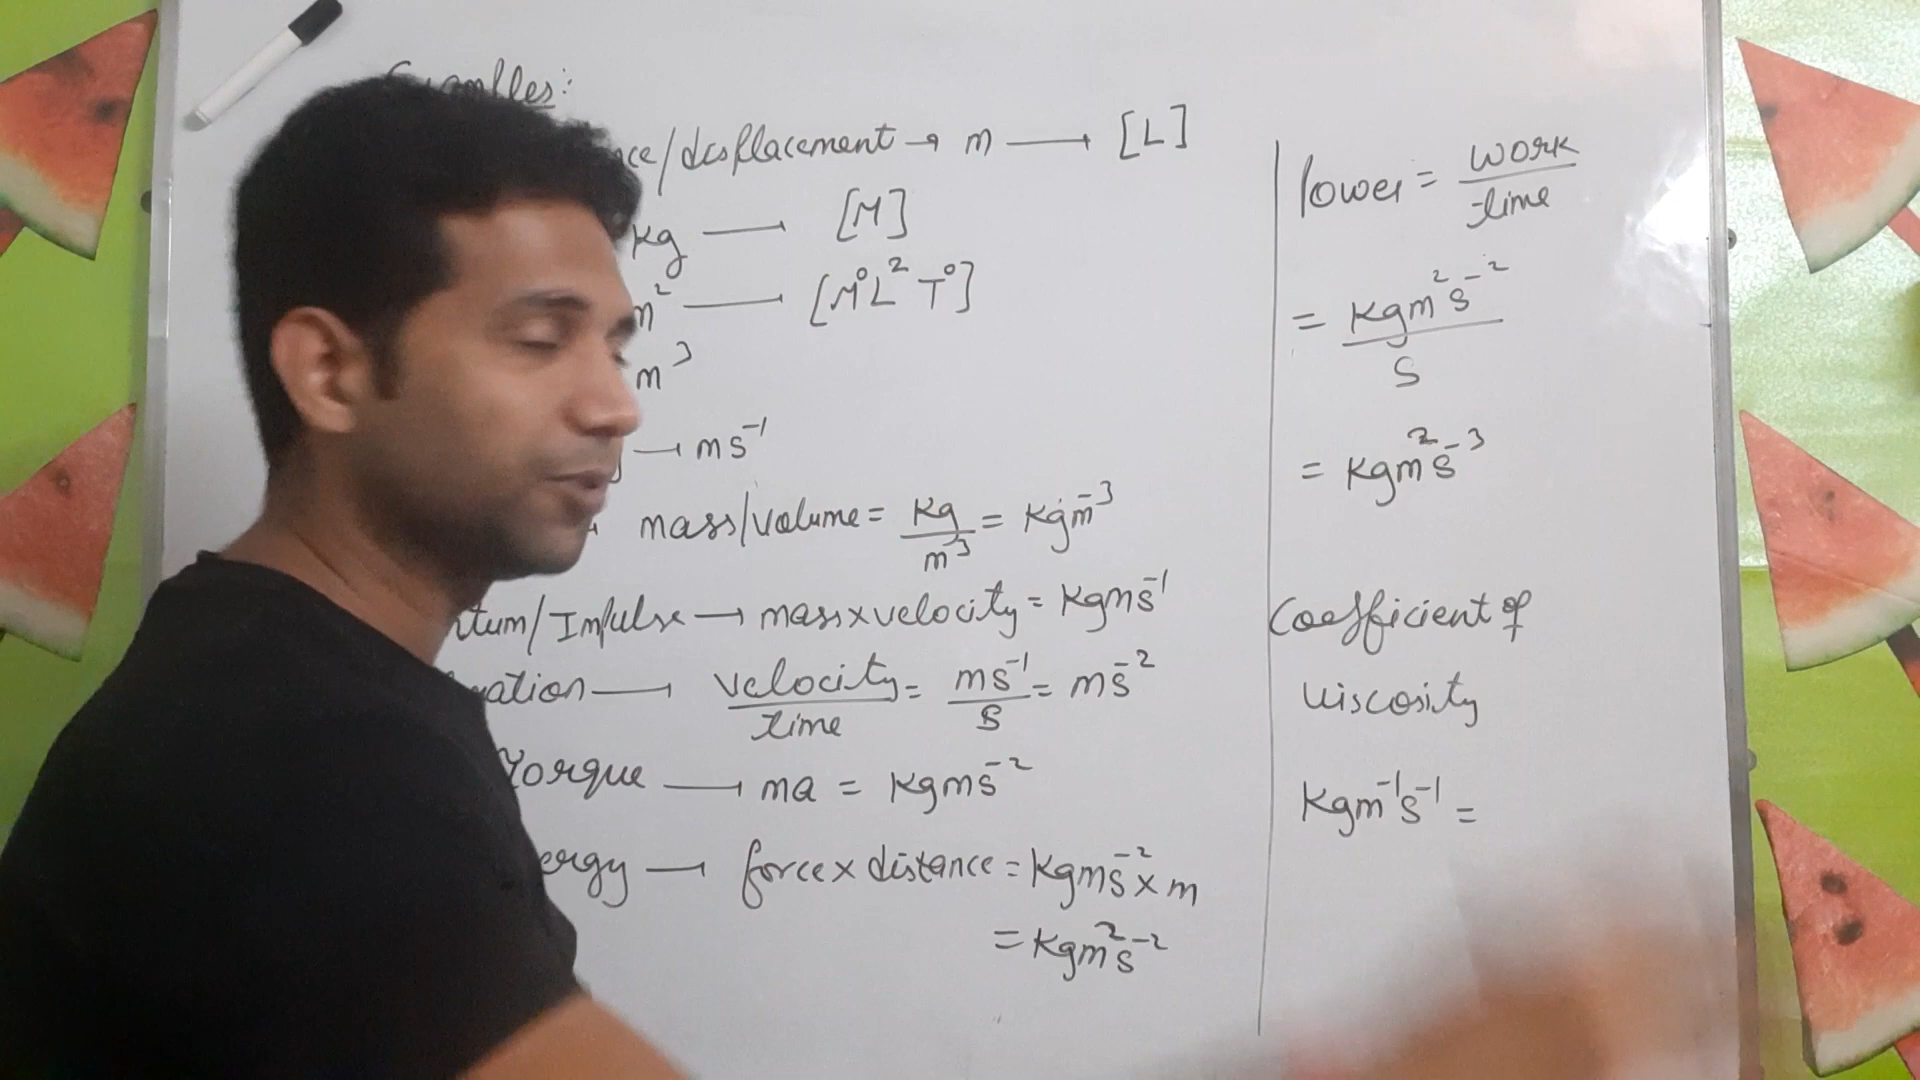 Examples:
ce/displacement → m → [L]
kg → [M]
m² → [M⁰L²T⁰]
m³
→ ms⁻¹
mass/volume = kg/m³ = kgm⁻³
tum/Impulse → mass x velocity = kgms⁻¹
ation → velocity/time = ms⁻¹/s = ms⁻²
Torque → ma = kgms⁻²
ergy → force x distance = kgms⁻² x m
= kgm²s⁻²
Power = work/time
= kgm²s⁻²/s
= kgm²s⁻³
Coefficient of
viscosity
kgm⁻¹s⁻¹ =